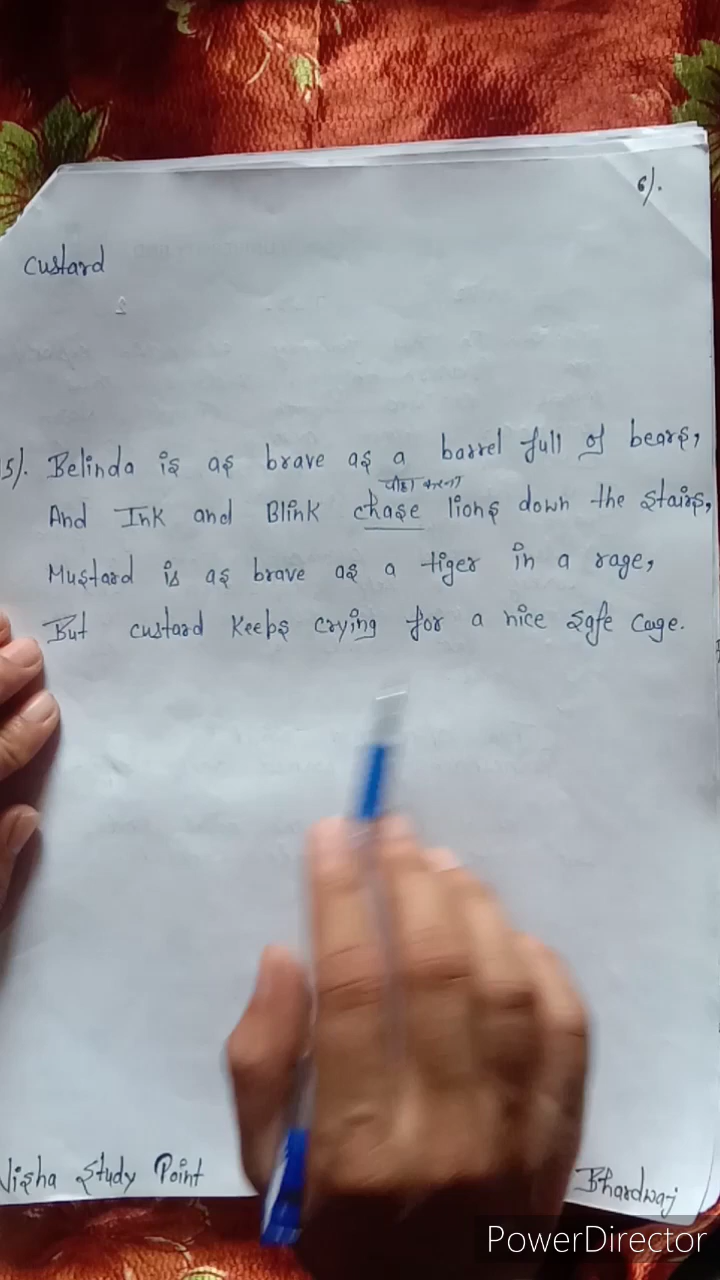 6).
Custard
5). Belinda is as brave as a barrel full of bears,
पीछा करना
And Ink and Blink chase lions down the stairs,
Mustard is as brave as a tiger in a rage,
But custard keeps crying for a nice safe cage.
Nisha Study Point
Bhardwaj
PowerDirector